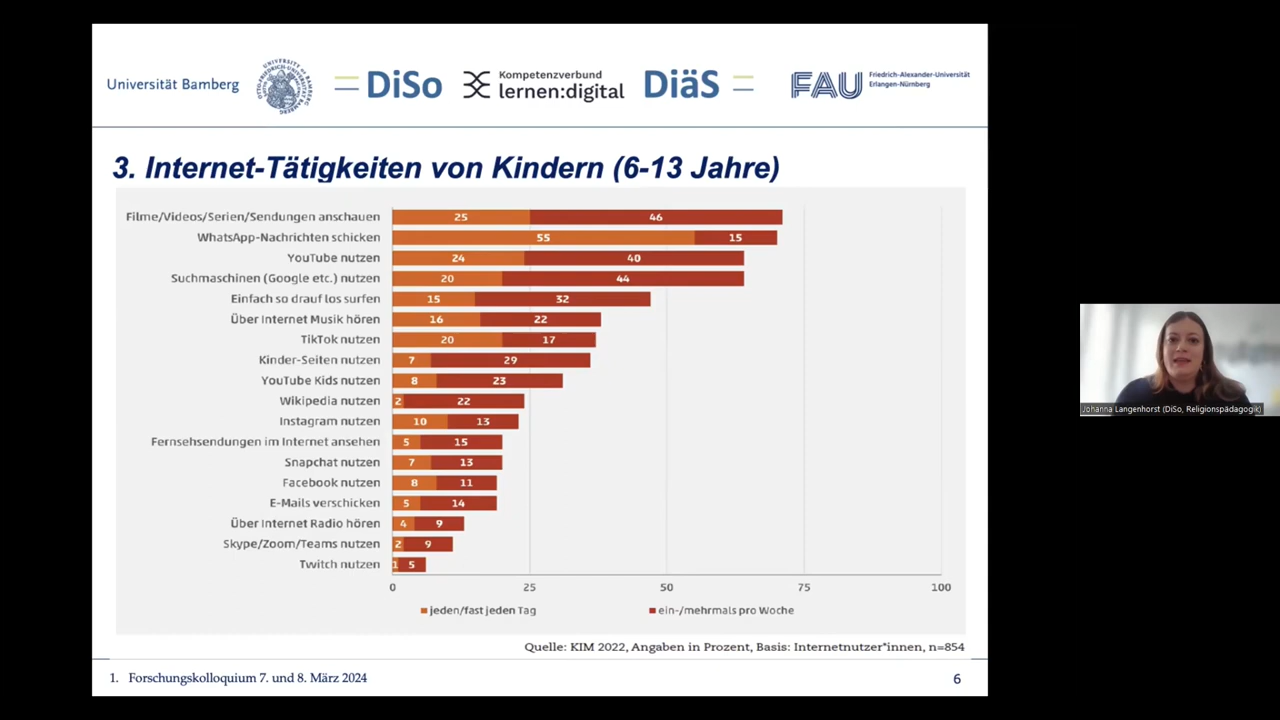 Universität Bamberg
DiSo
Kompetenzverbund
lernen:digital
DiäS
FAU
Friedrich-Alexander-Universität
Erlangen-Nürnberg
3. Internet-Tätigkeiten von Kindern (6-13 Jahre)
Filme/Videos/Serien/Sendungen anschauen 25 46
WhatsApp-Nachrichten schicken 55 15
YouTube nutzen 24 40
Suchmaschinen (Google etc.) nutzen 20 44
Einfach so drauf los surfen 15 32
Über Internet Musik hören 16 22
TikTok nutzen 20 17
Kinder-Seiten nutzen 7 29
YouTube Kids nutzen 8 23
Wikipedia nutzen 2 22
Instagram nutzen 10 13
Fernsehsendungen im Internet ansehen 5 15
Snapchat nutzen 7 13
Facebook nutzen 8 11
E-Mails verschicken 5 14
Über Internet Radio hören 4 9
Skype/Zoom/Teams nutzen 2 9
Twitch nutzen 1 5
0 25 50 75 100
jeden/fast jeden Tag ein-/mehrmals pro Woche
Quelle: KIM 2022, Angaben in Prozent, Basis: Internetnutzer*innen, n=854
1. Forschungskolloquium 7. und 8. März 2024
6
Johanna Langenhorst (DiSo, Religionspädagogik)